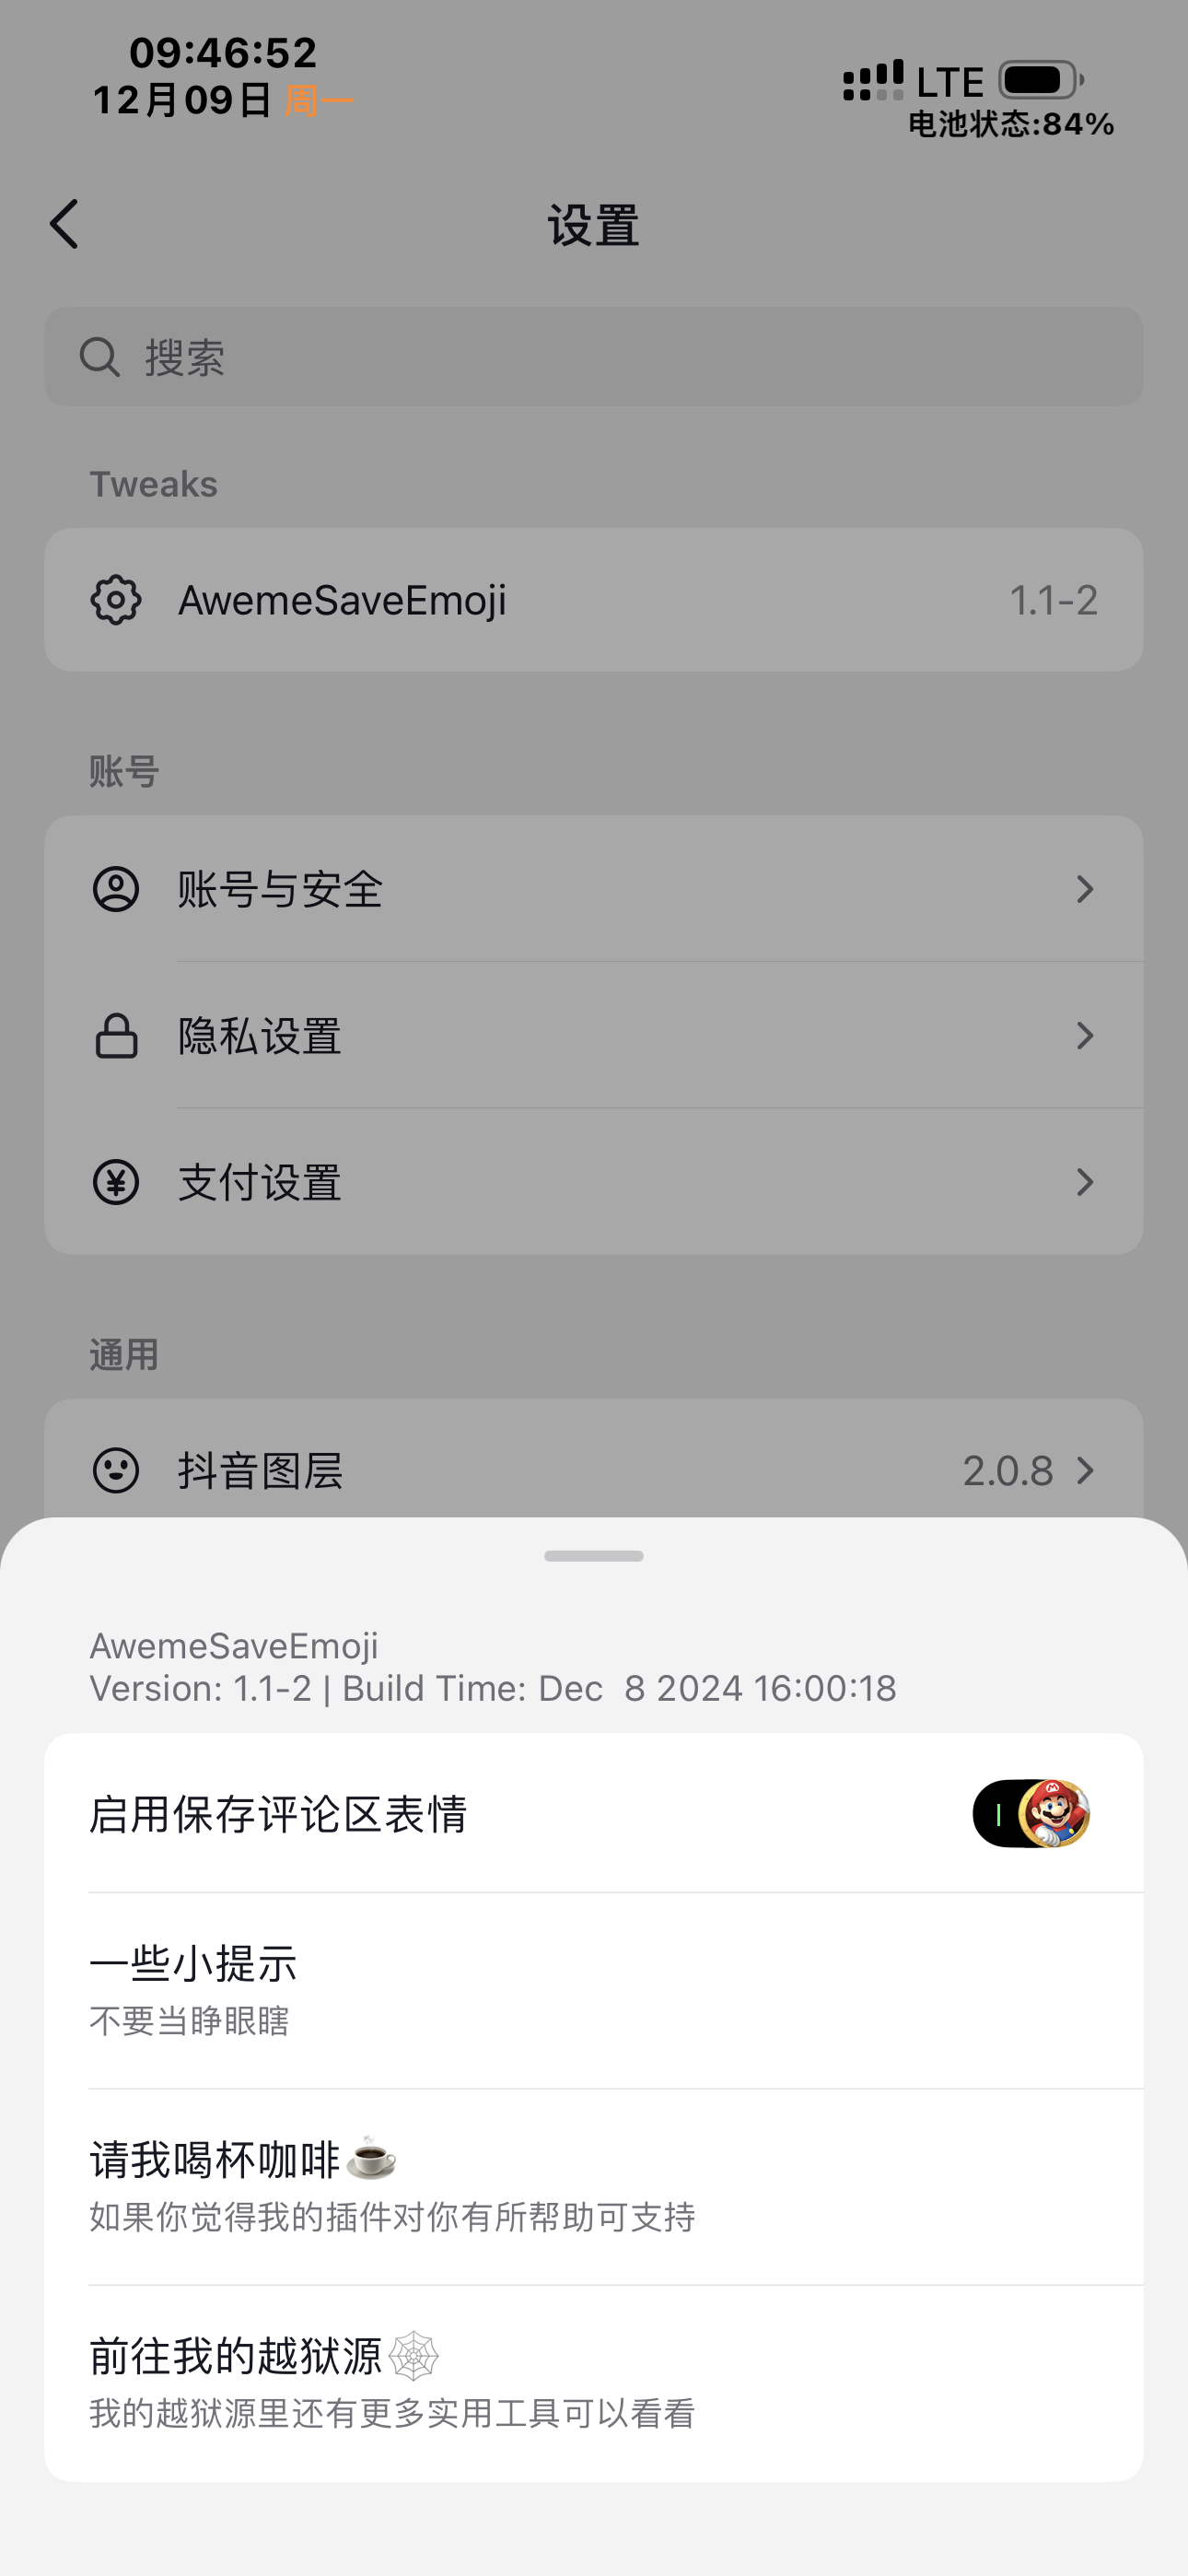 09:46:52
12月09日 周一
LTE
电池状态:84%
设置
搜索
Tweaks
AwemeSaveEmoji 1.1-2
账号
账号与安全
隐私设置
支付设置
通用
抖音图层 2.0.8
AwemeSaveEmoji
Version: 1.1-2 | Build Time: Dec  8 2024 16:00:18
启用保存评论区表情
一些小提示
不要当睁眼瞎
请我喝杯咖啡☕
如果你觉得我的插件对你有所帮助可支持
前往我的越狱源🕸
我的越狱源里还有更多实用工具可以看看